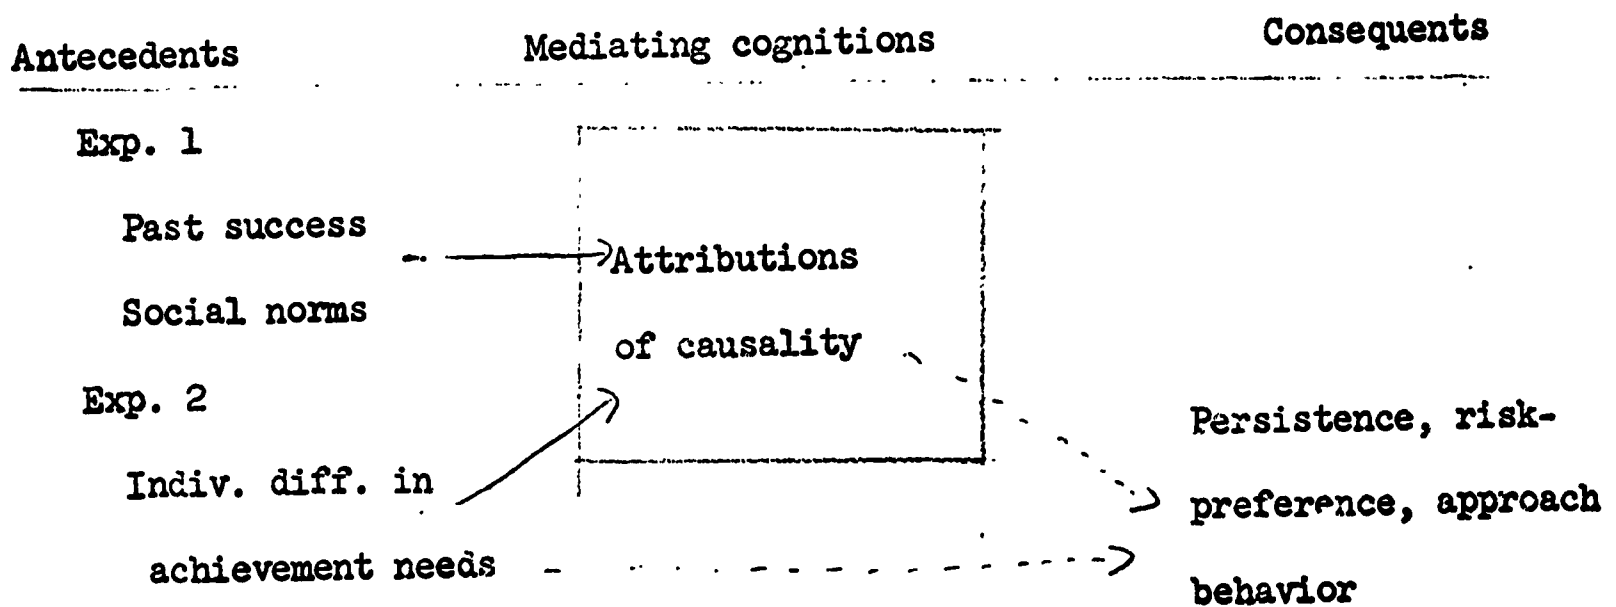 Antecedents Mediating cognitions Consequents
Exp. 1
Past success
Social norms
Attributions
of causality
Exp. 2
Indiv. diff. in
achievement needs
Persistence, risk-
preference, approach
behavior